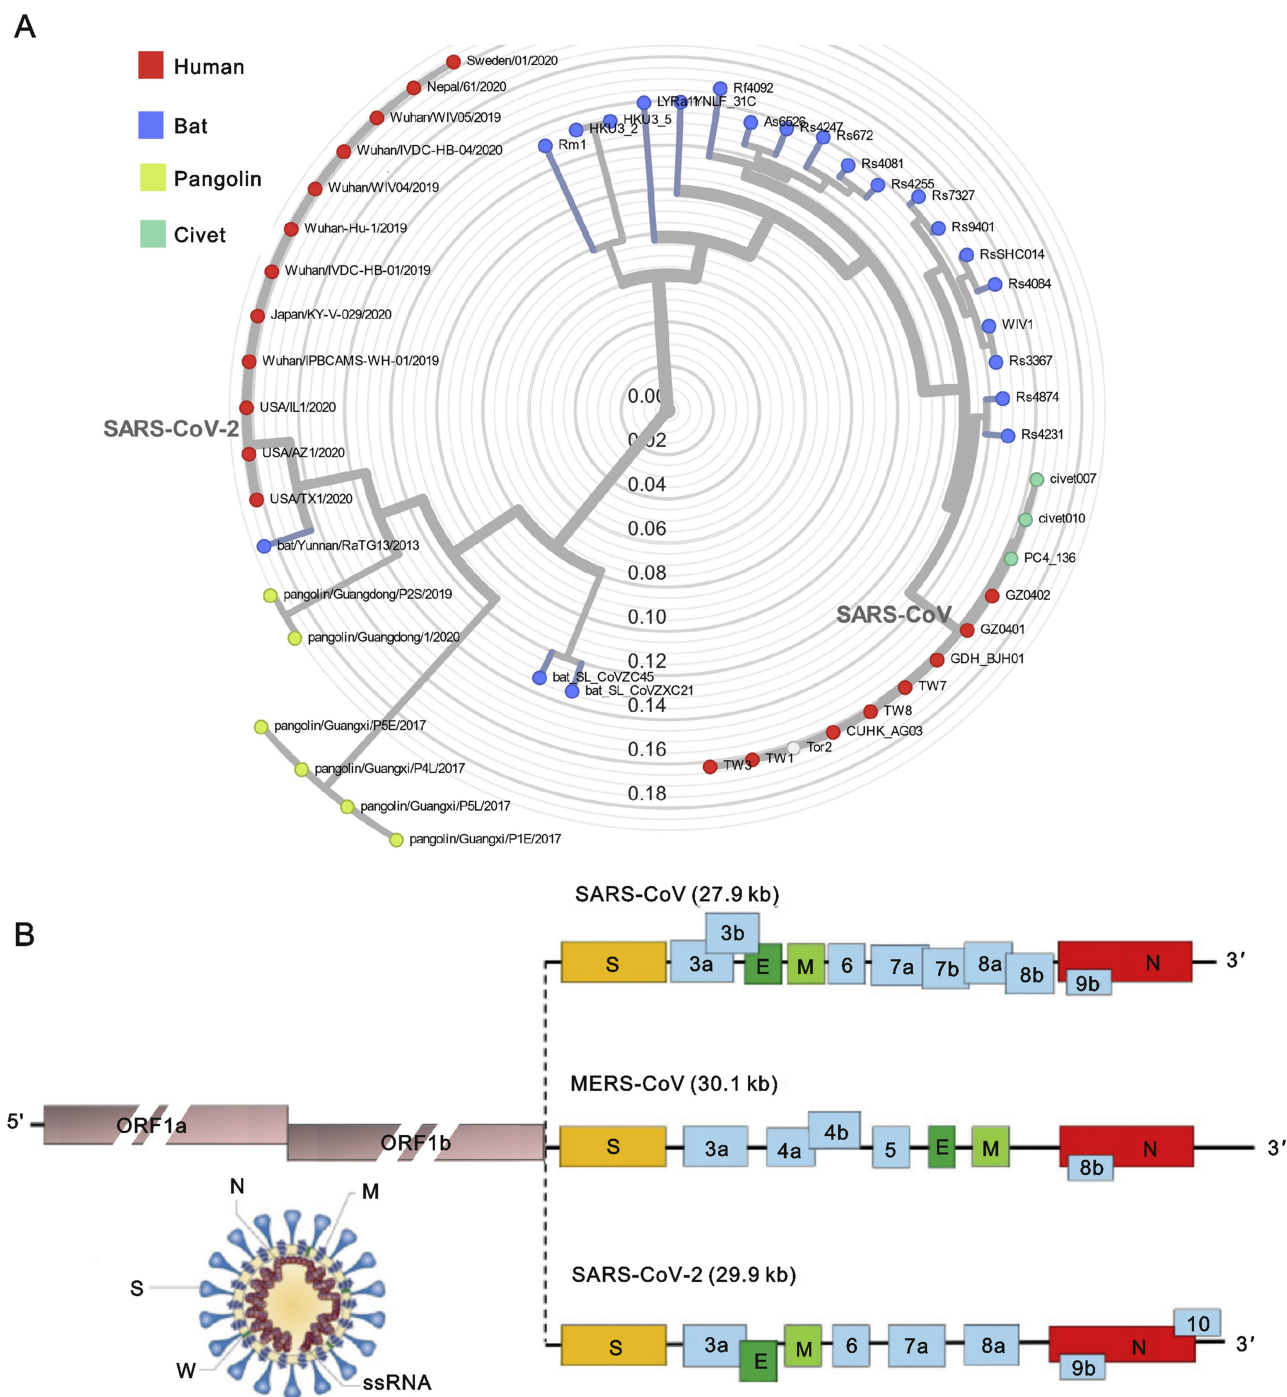 A
Human
Bat
Pangolin
Civet
Sweden/01/2020
Nepal/61/2020
Wuhan/WIV05/2019
Wuhan/IVDC-HB-04/2020
Wuhan/WIV04/2019
Wuhan-Hu-1/2019
Wuhan/IVDC-HB-01/2019
Japan/KY-V-029/2020
Wuhan/IPBCAMS-WH-01/2019
USA/IL1/2020
SARS-CoV-2
USA/AZ1/2020
USA/TX1/2020
bat/Yunnan/RaTG13/2013
pangolin/Guangdong/P2S/2019
pangolin/Guangdong/1/2020
pangolin/Guangxi/P5E/2017
pangolin/Guangxi/P4L/2017
pangolin/Guangxi/P5L/2017
pangolin/Guangxi/P1E/2017
bat_SL_CoVZC45
bat_SL_CoVZXC21
Rm1
HKU3_2
HKU3_5
LYRa11
YNLF_31C
Rf4092
As6526
Rs4247
Rs672
Rs4081
Rs4255
Rs7327
Rs9401
RsSHC014
Rs4084
WIV1
Rs3367
Rs4874
Rs4231
civet007
civet010
PC4_136
GZ0402
SARS-CoV
GZ0401
GDH_BJH01
TW7
TW8
CUHK_AG03
Tor2
TW1
TW3
0.00
0.02
0.04
0.06
0.08
0.10
0.12
0.14
0.16
0.18
B
SARS-CoV (27.9 kb)
S 3a 3b E M 6 7a 7b 8a 8b 9b N 3′
MERS-CoV (30.1 kb)
5' ORF1a ORF1b
S 3a 4a 4b 5 E M 8b N 3′
SARS-CoV-2 (29.9 kb)
S 3a E M 6 7a 8a 9b N 10 3′
N
M
S
W
ssRNA